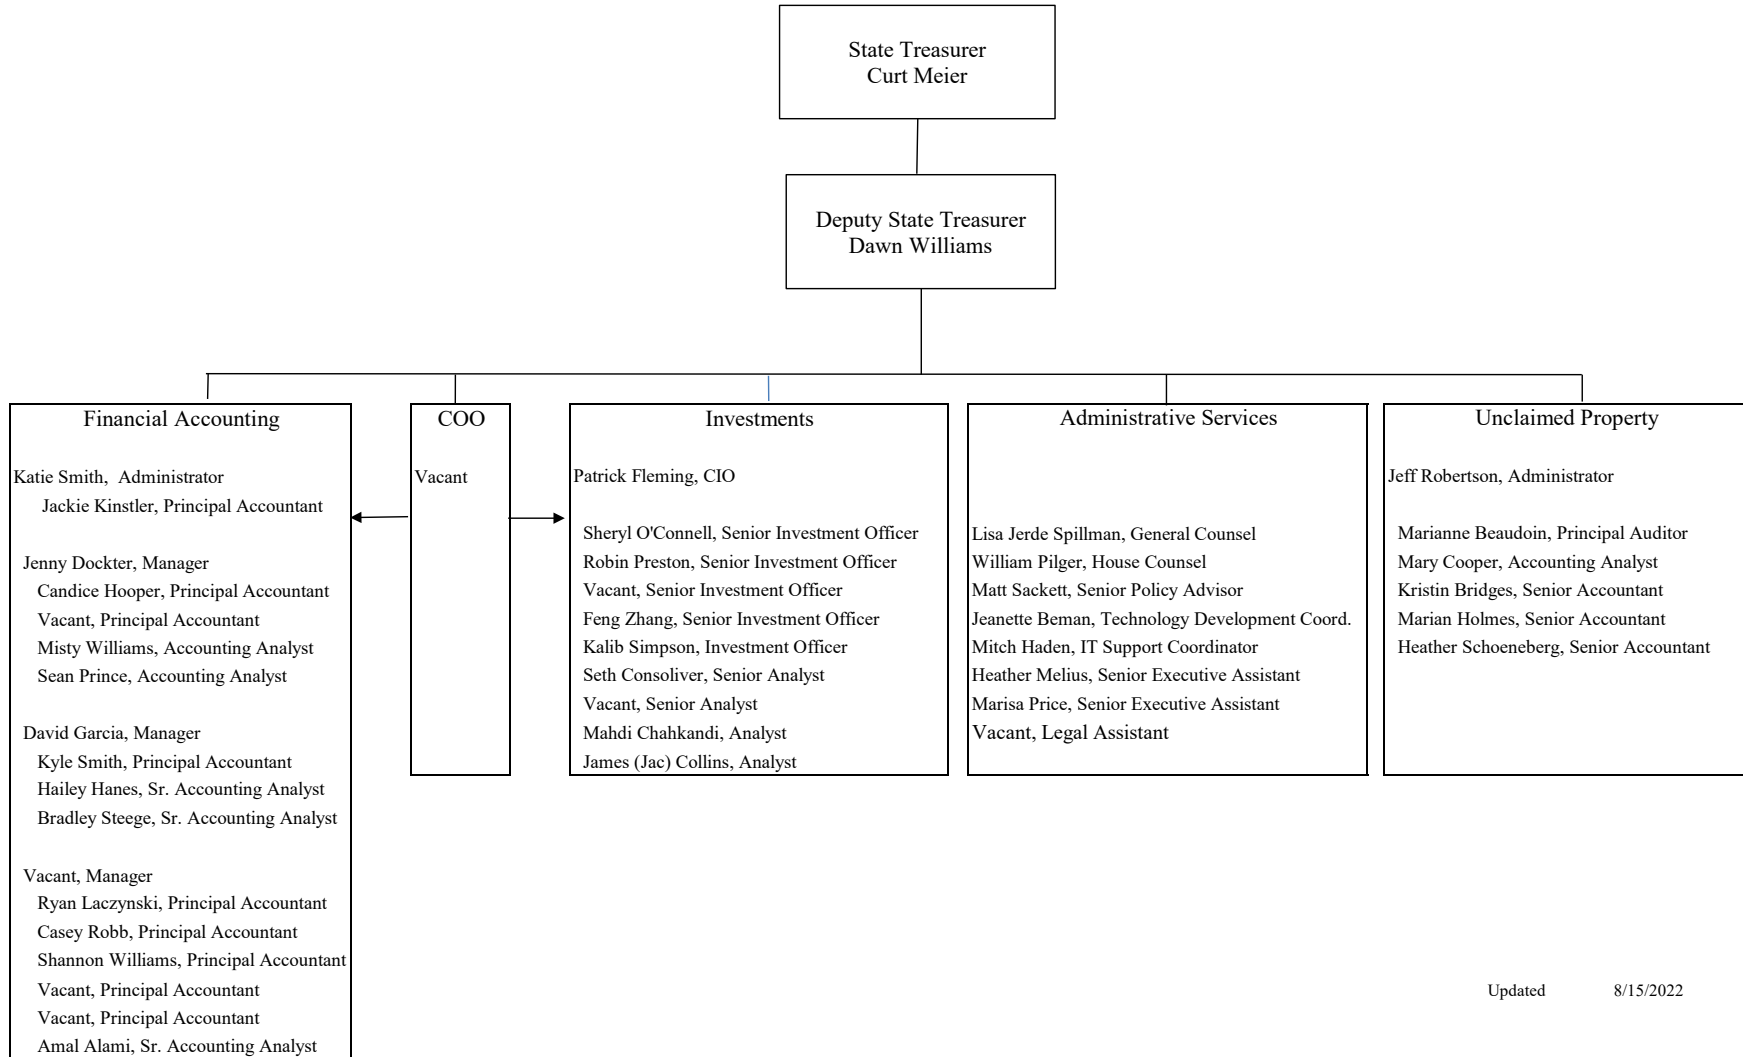 State Treasurer
Curt Meier
Deputy State Treasurer
Dawn Williams
Financial Accounting
Katie Smith,  Administrator
Jackie Kinstler, Principal Accountant
Jenny Dockter, Manager
Candice Hooper, Principal Accountant
Vacant, Principal Accountant
Misty Williams, Accounting Analyst
Sean Prince, Accounting Analyst
David Garcia, Manager
Kyle Smith, Principal Accountant
Hailey Hanes, Sr. Accounting Analyst
Bradley Steege, Sr. Accounting Analyst
Vacant, Manager
Ryan Laczynski, Principal Accountant
Casey Robb, Principal Accountant
Shannon Williams, Principal Accountant
Vacant, Principal Accountant
Vacant, Principal Accountant
Amal Alami, Sr. Accounting Analyst
COO
Vacant
Investments
Patrick Fleming, CIO
Sheryl O'Connell, Senior Investment Officer
Robin Preston, Senior Investment Officer
Vacant, Senior Investment Officer
Feng Zhang, Senior Investment Officer
Kalib Simpson, Investment Officer
Seth Consoliver, Senior Analyst
Vacant, Senior Analyst
Mahdi Chahkandi, Analyst
James (Jac) Collins, Analyst
Administrative Services
Lisa Jerde Spillman, General Counsel
William Pilger, House Counsel
Matt Sackett, Senior Policy Advisor
Jeanette Beman, Technology Development Coord.
Mitch Haden, IT Support Coordinator
Heather Melius, Senior Executive Assistant
Marisa Price, Senior Executive Assistant
Vacant, Legal Assistant
Unclaimed Property
Jeff Robertson, Administrator
Marianne Beaudoin, Principal Auditor
Mary Cooper, Accounting Analyst
Kristin Bridges, Senior Accountant
Marian Holmes, Senior Accountant
Heather Schoeneberg, Senior Accountant
Updated 8/15/2022